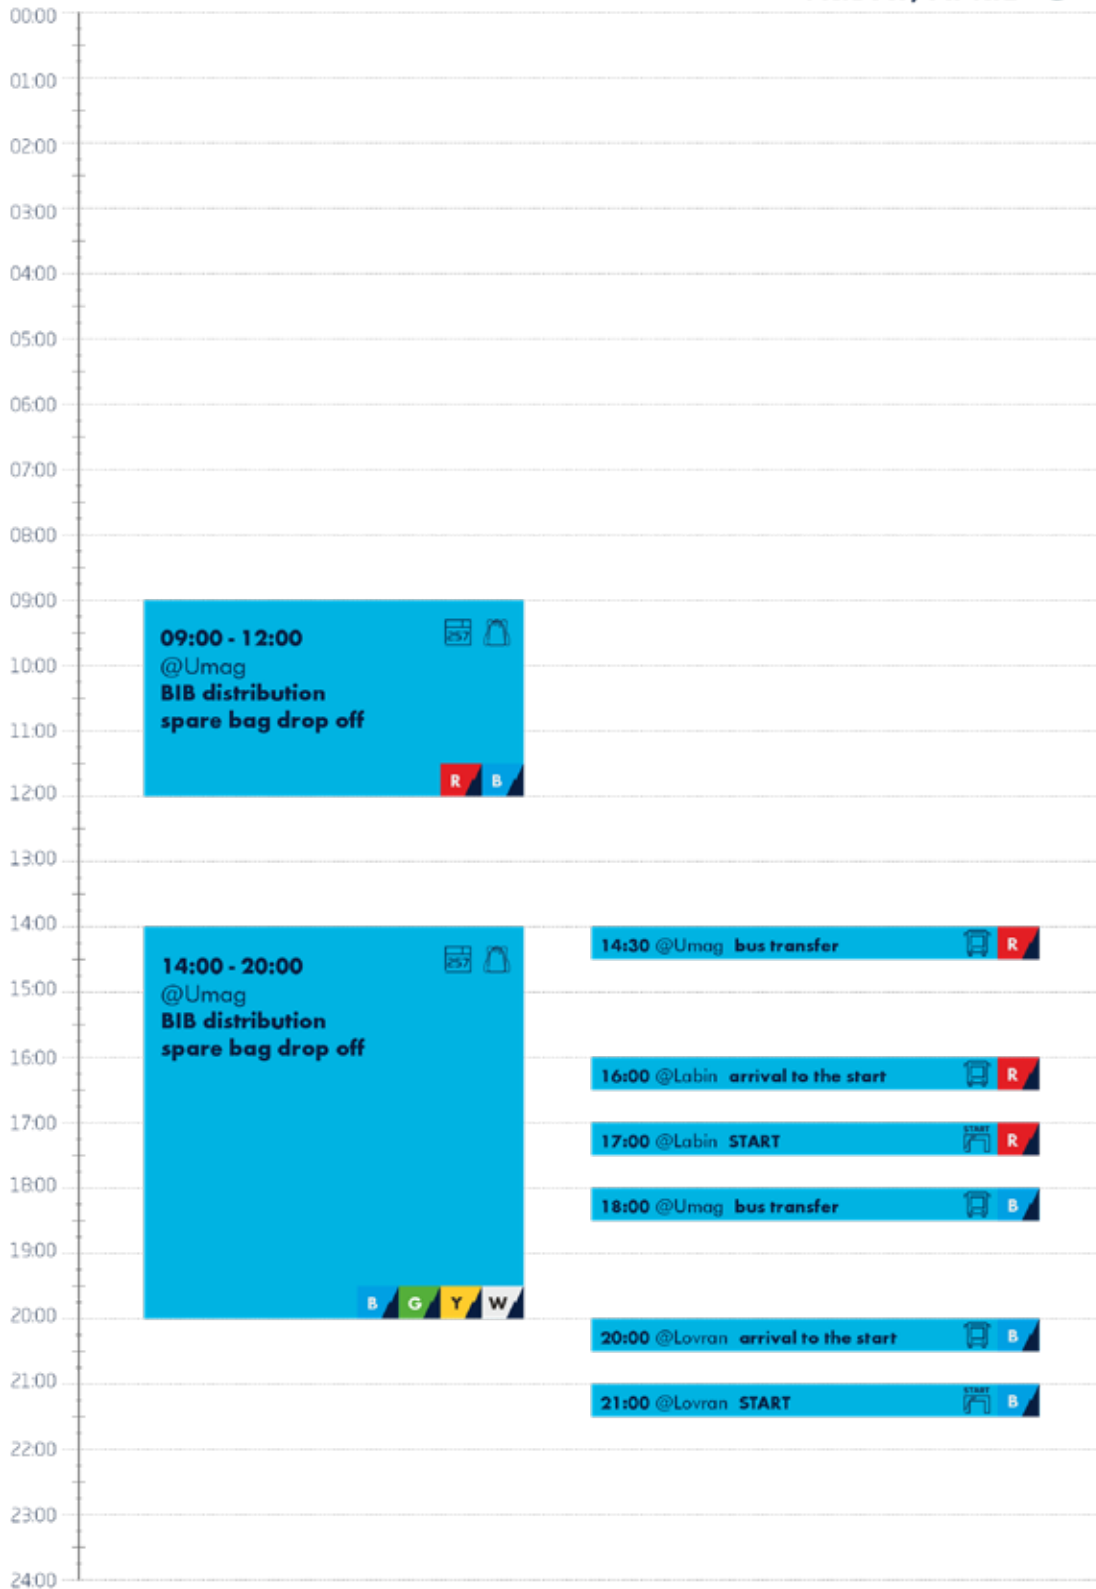 00:00
01:00
02:00
03:00
04:00
05:00
06:00
07:00
08:00
09:00
09:00 - 12:00
257
@Umag
10:00
BIB distribution
spare bag drop off
11:00
R B
12:00
13:00
14:00
14:00 - 20:00
257
@Umag
15:00
BIB distribution
spare bag drop off
16:00
17:00
18:00
19:00
B G Y W
20:00
14:30 @Umag bus transfer R
16:00 @Labin arrival to the start R
17:00 @Labin START START R
18:00 @Umag bus transfer B
20:00 @Lovran arrival to the start B
21:00 @Lovran START START B
21:00
22:00
23:00
24:00